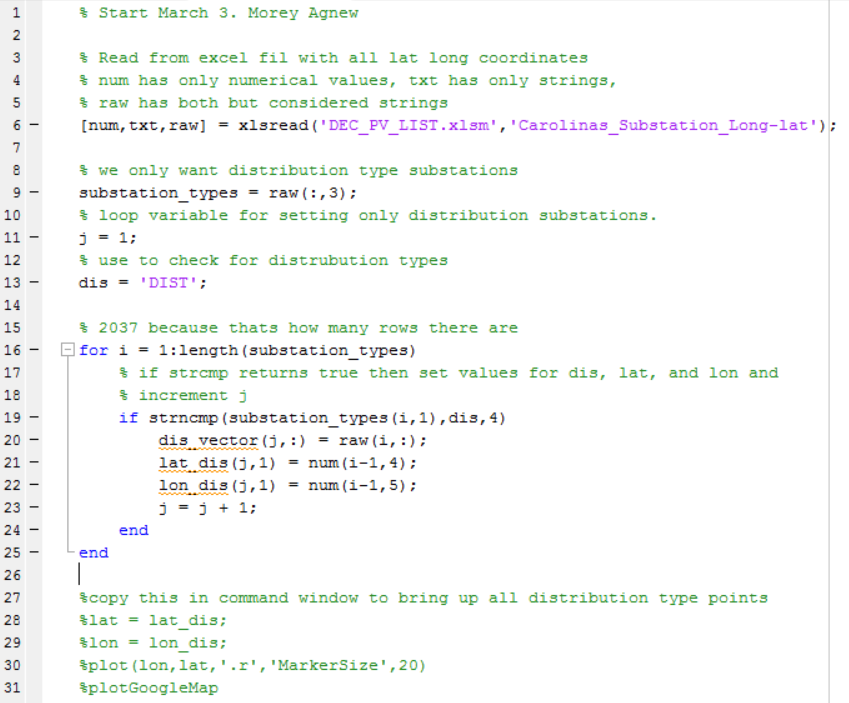 1 % Start March 3. Morey Agnew
2
3 % Read from excel fil with all lat long coordinates
4 % num has only numerical values, txt has only strings,
5 % raw has both but considered strings
6 - [num,txt,raw] = xlsread('DEC_PV_LIST.xlsm','Carolinas_Substation_Long-lat');
7
8 % we only want distribution type substations
9 - substation_types = raw(:,3);
10 % loop variable for setting only distribution substations.
11 - j = 1;
12 % use to check for distrubution types
13 - dis = 'DIST';
14
15 % 2037 because thats how many rows there are
16 - for i = 1:length(substation_types)
17 % if strcmp returns true then set values for dis, lat, and lon and
18 % increment j
19 - if strncmp(substation_types(i,1),dis,4)
20 - dis_vector(j,:) = raw(i,:);
21 - lat_dis(j,1) = num(i-1,4);
22 - lon_dis(j,1) = num(i-1,5);
23 - j = j + 1;
24 - end
25 - end
26
27 %copy this in command window to bring up all distribution type points
28 %lat = lat_dis;
29 %lon = lon_dis;
30 %plot(lon,lat,'.r','MarkerSize',20)
31 %plotGoogleMap